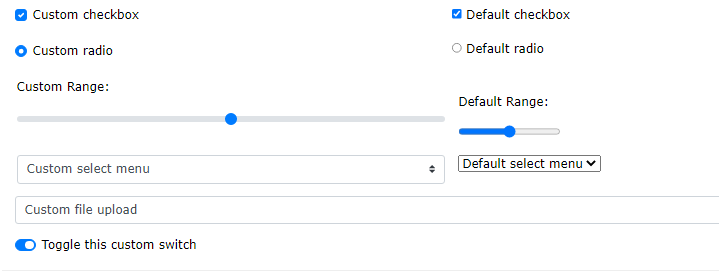 Custom checkbox
Default checkbox
Custom radio
Default radio
Custom Range:
Default Range:
Custom select menu
Default select menu
Custom file upload
Toggle this custom switch